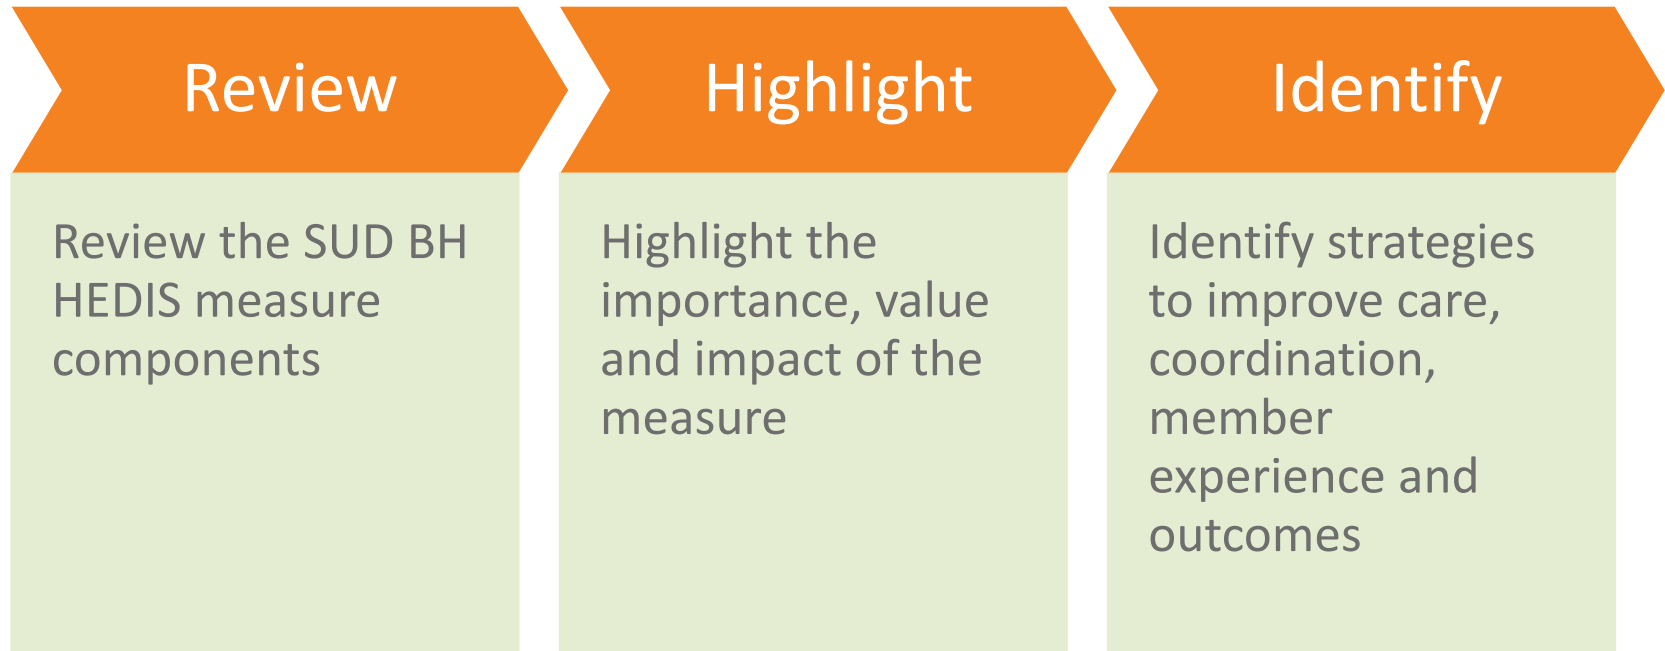 Review
Review the SUD BH
HEDIS measure
components
Highlight
Highlight the
importance, value
and impact of the
measure
Identify
Identify strategies
to improve care,
coordination,
member
experience and
outcomes